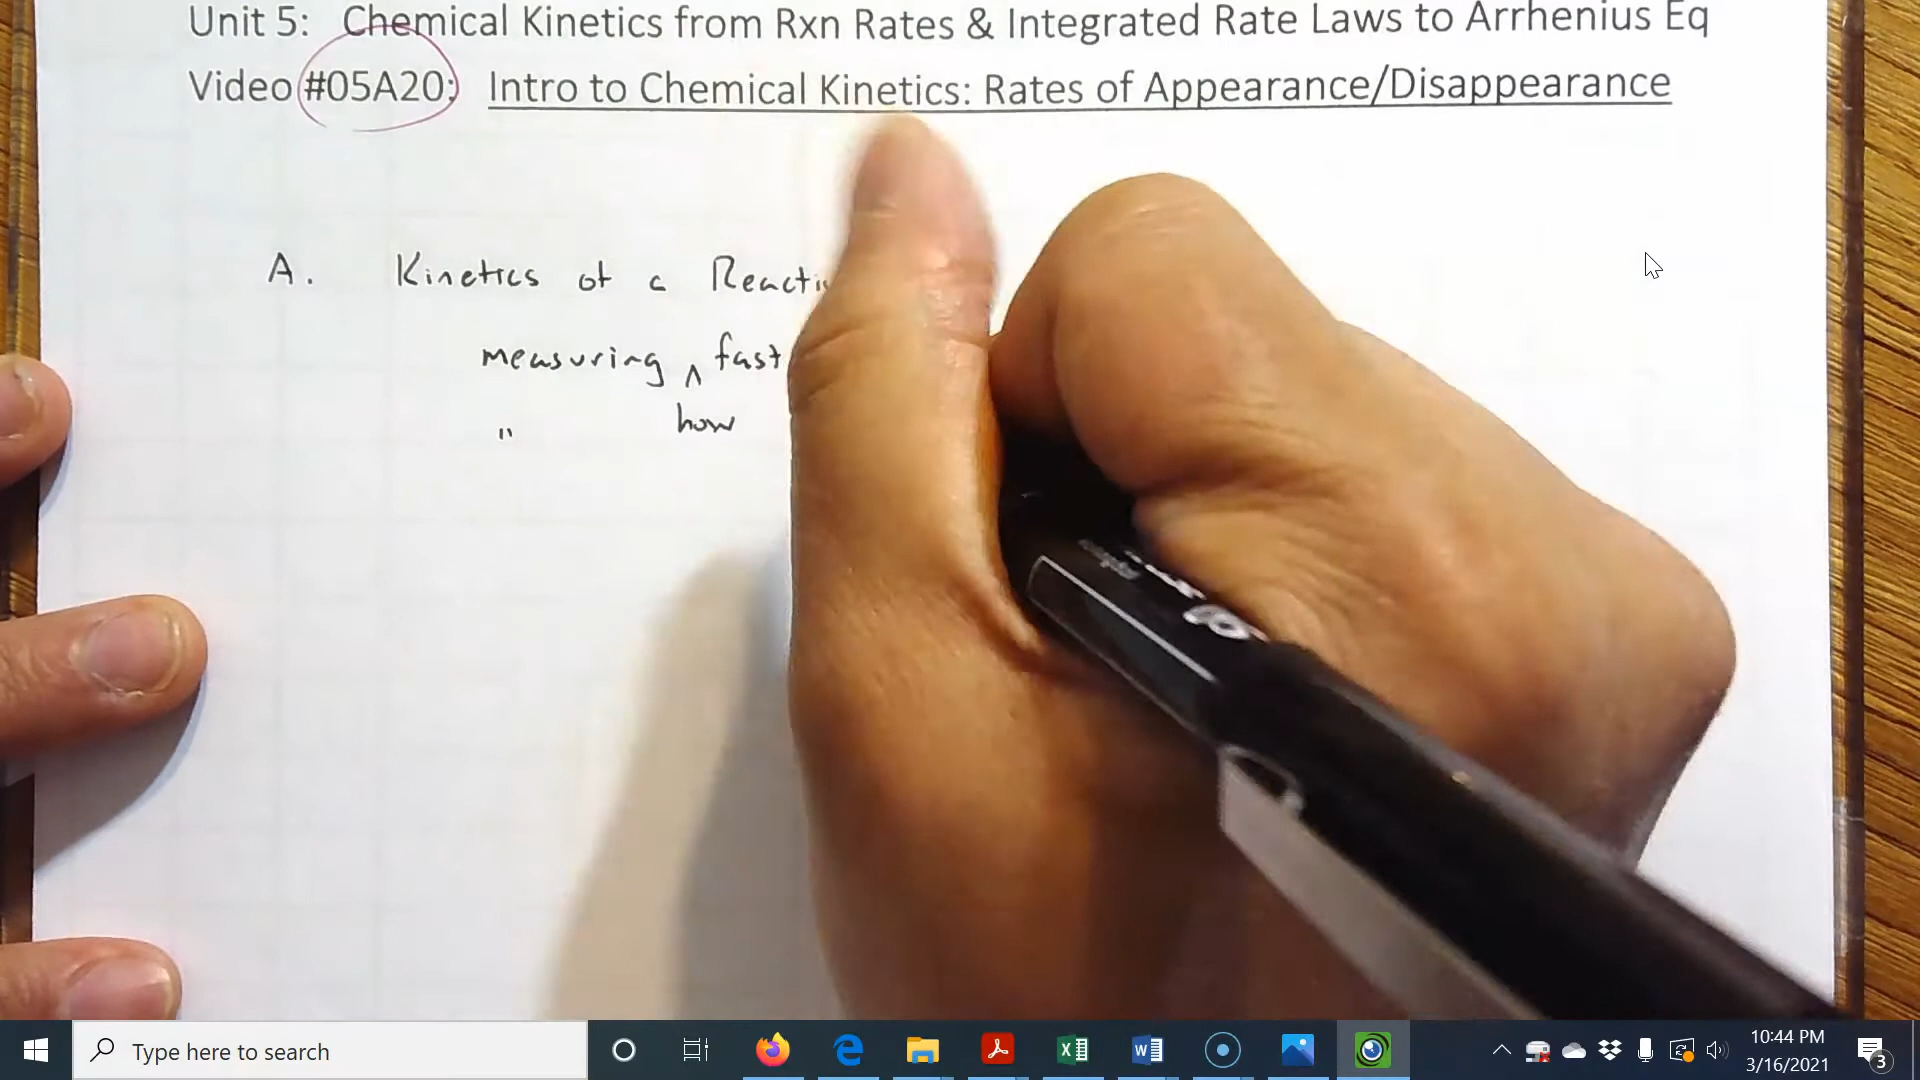 Unit 5: Chemical Kinetics from Rxn Rates & Integrated Rate Laws to Arrhenius Eq
Video #05A20: Intro to Chemical Kinetics: Rates of Appearance/Disappearance
A. Kinetics of a Reacti
measuring ^ fast
" how
Type here to search
10:44 PM
3/16/2021
3